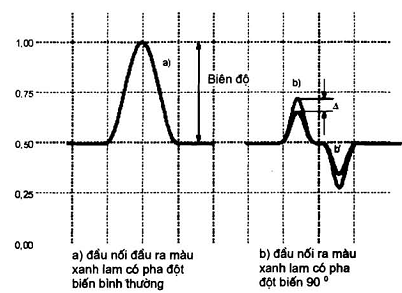 1.00
a)
Biên độ
0.75
b)
Δ
0,50
b'
0,25
0,00
a) đầu nối đầu ra màu
xanh lam có pha đột
biến bình thường
b) đầu nối ra màu
xanh lam có pha
đột biến 90 º